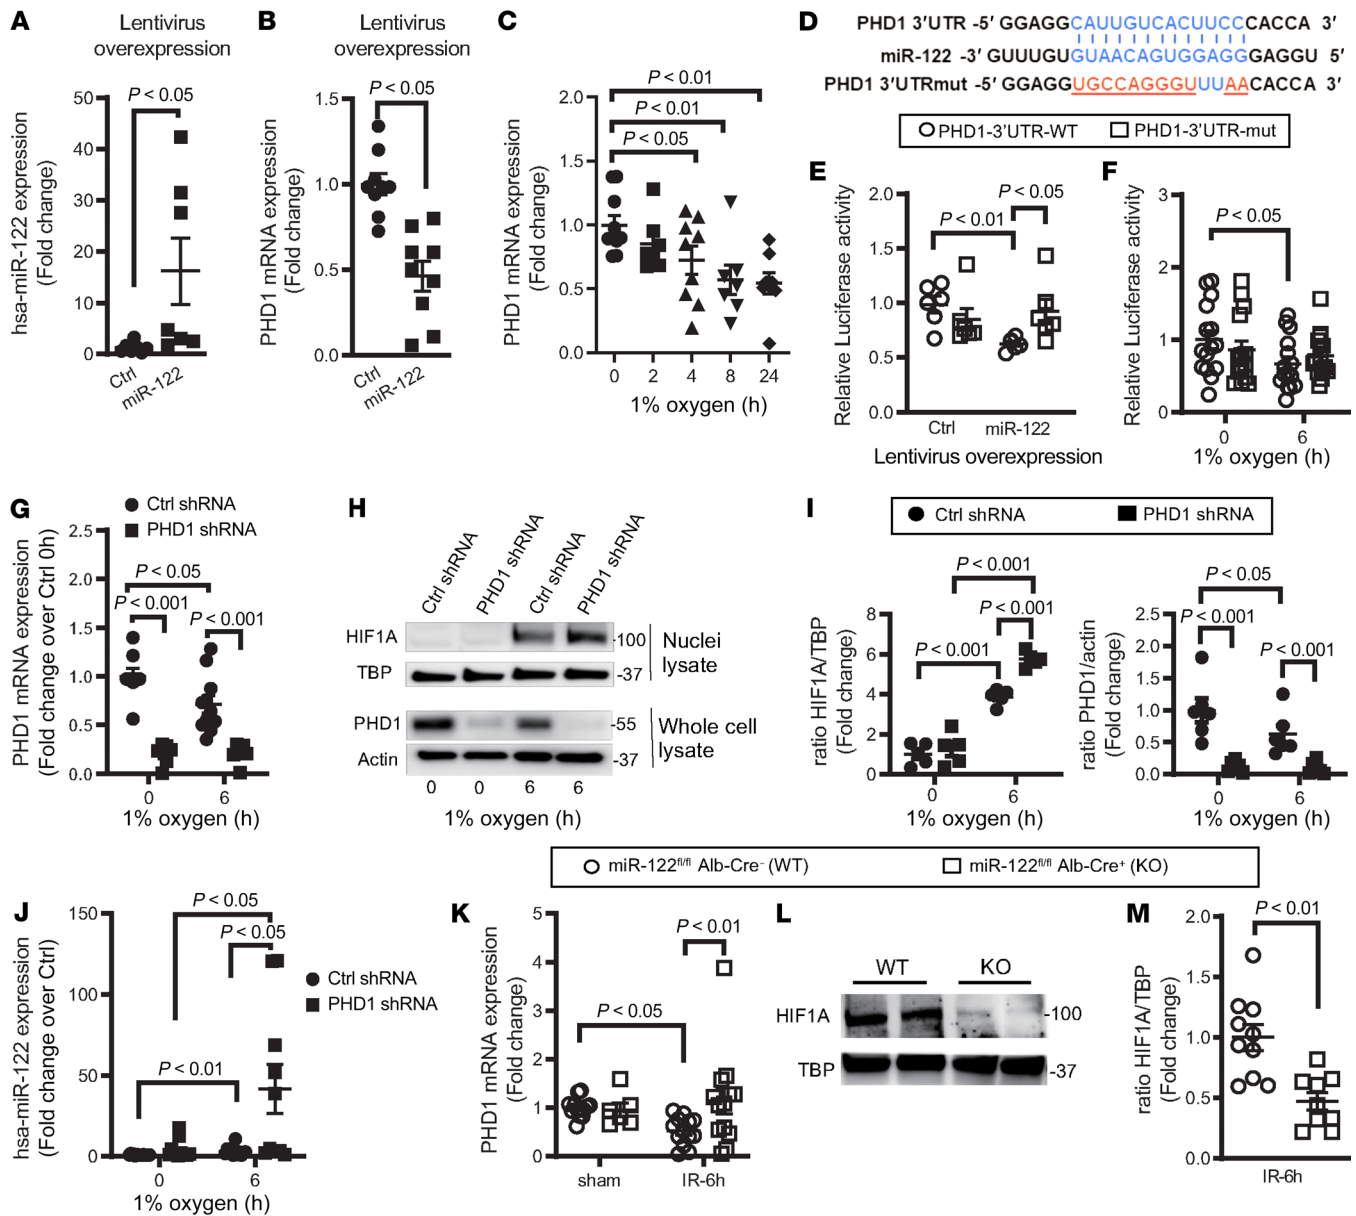 A
Lentivirus
overexpression
hsa-miR-122 expression
(Fold change)
P < 0.05
50
40
30
20
10
0
Ctrl
miR-122
B
Lentivirus
overexpression
PHD1 mRNA expression
(Fold change)
P < 0.05
1.5
1.0
0.5
0.0
Ctrl
miR-122
C
PHD1 mRNA expression
(Fold change)
P < 0.01
P < 0.01
P < 0.05
2.0
1.5
1.0
0.5
0.0
0 2 4 8 24
1% oxygen (h)
D
PHD1 3′UTR -5′ GGAGGCAUUGUCACUUCCCACCA 3′
miR-122 -3′ GUUUGUGUAACAGUGGAGGGAGGU 5′
PHD1 3′UTRmut -5′ GGAGGUGCCAGGGUUUAACACCA 3′
PHD1-3′UTR-WT PHD1-3′UTR-mut
E
Relative Luciferase activity
P < 0.05
P < 0.01
2.0
1.5
1.0
0.5
0.0
Ctrl miR-122
Lentivirus overexpression
F
Relative Luciferase activity
P < 0.05
3
2
1
0
0 6
1% oxygen (h)
G
Ctrl shRNA
PHD1 shRNA
PHD1 mRNA expression
(Fold change over Ctrl 0h)
P < 0.05
P < 0.001
P < 0.001
2.5
2.0
1.5
1.0
0.5
0.0
0 6
1% oxygen (h)
H
Ctrl shRNA
PHD1 shRNA
Ctrl shRNA
PHD1 shRNA
HIF1A -100
TBP -37
Nuclei
lysate
PHD1 -55
Actin -37
Whole cell
lysate
0 0 6 6
1% oxygen (h)
I
Ctrl shRNA PHD1 shRNA
ratio HIF1A/TBP
(Fold change)
P < 0.001
P < 0.001
P < 0.001
8
6
4
2
0
0 6
1% oxygen (h)
ratio PHD1/actin
(Fold change)
P < 0.05
P < 0.001
P < 0.001
2.5
2.0
1.5
1.0
0.5
0.0
0 6
1% oxygen (h)
miR-122fl/fl Alb-Cre− (WT) miR-122fl/fl Alb-Cre+ (KO)
J
hsa-miR-122 expression
(Fold change over Ctrl)
P < 0.05
P < 0.05
P < 0.01
Ctrl shRNA
PHD1 shRNA
150
100
50
0
0 6
1% oxygen (h)
K
PHD1 mRNA expression
(Fold change)
P < 0.01
P < 0.05
5
4
3
2
1
0
sham IR-6h
L
WT KO
HIF1A -100
TBP -37
M
ratio HIF1A/TBP
(Fold change)
P < 0.01
2.0
1.5
1.0
0.5
0.0
IR-6h